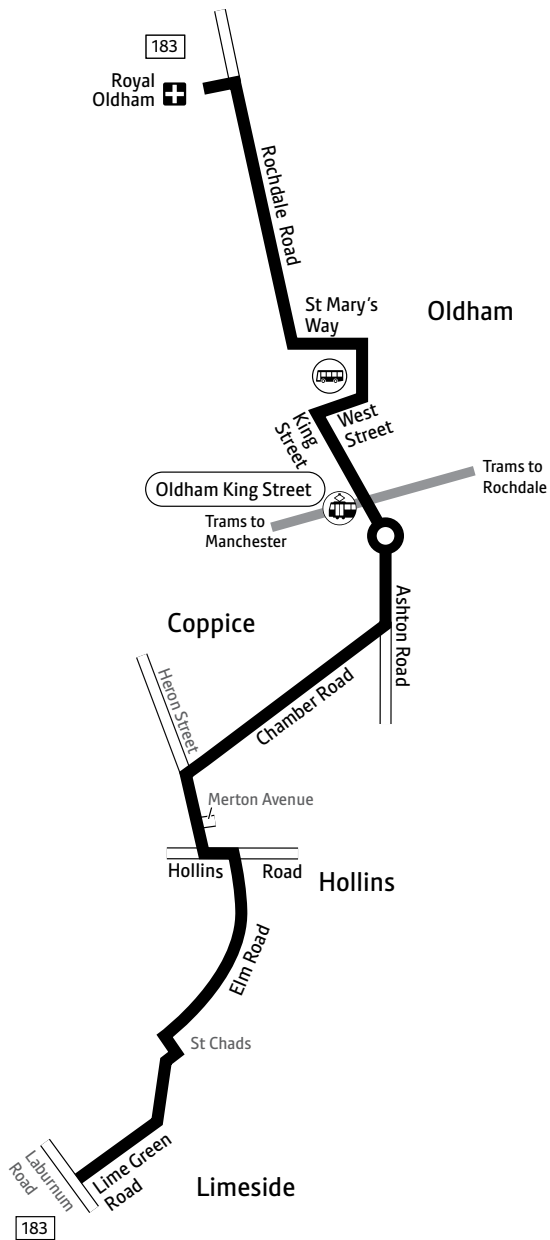 183
Royal
Oldham
Rochdale Road
St Mary's
Way
Oldham
King
Street
West
Street
Oldham King Street
Trams to
Rochdale
Trams to
Manchester
Ashton Road
Coppice
Heron Street
Chamber Road
Merton Avenue
Hollins Road
Hollins
Elm Road
St Chads
Laburnum
Road
Lime Green
Road
Limeside
183